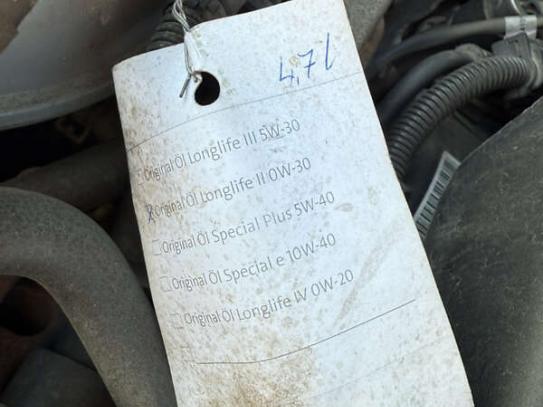 4,7 l
Original Öl Longlife III 5W-30
Original Öl Longlife II 0W-30
Original Öl Special Plus 5W-40
Original Öl Special e 10W-40
Original Öl Longlife IV 0W-20